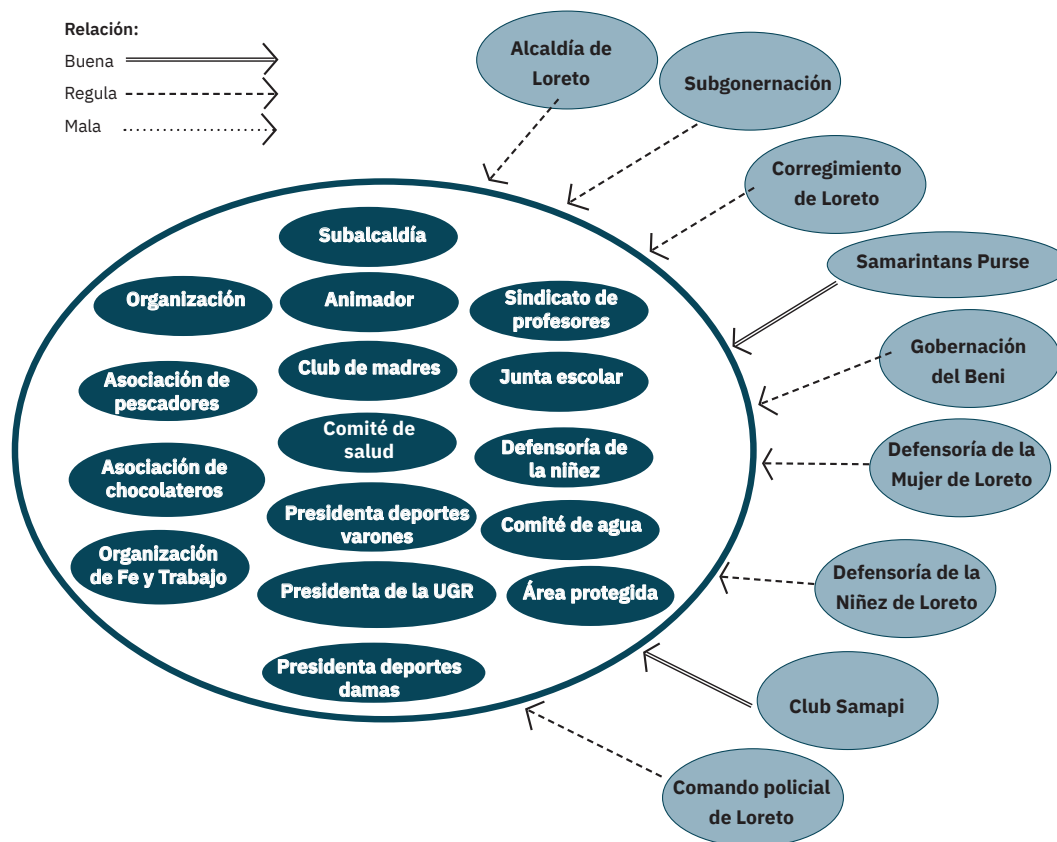 Relación:
Buena
Regula
Mala
Alcaldía de
Loreto
Subgonernación
Corregimiento
de Loreto
Samarintans Purse
Gobernación
del Beni
Defensoría de la
Mujer de Loreto
Defensoría de la
Niñez de Loreto
Club Samapi
Comando policial
de Loreto
Subalcaldía
Organización
Animador
Sindicato de
profesores
Asociación de
pescadores
Club de madres
Junta escolar
Comité de
salud
Defensoría de
la niñez
Asociación de
chocolateros
Presidenta deportes
varones
Comité de agua
Organización
de Fe y Trabajo
Presidenta de la UGR
Área protegida
Presidenta deportes
damas